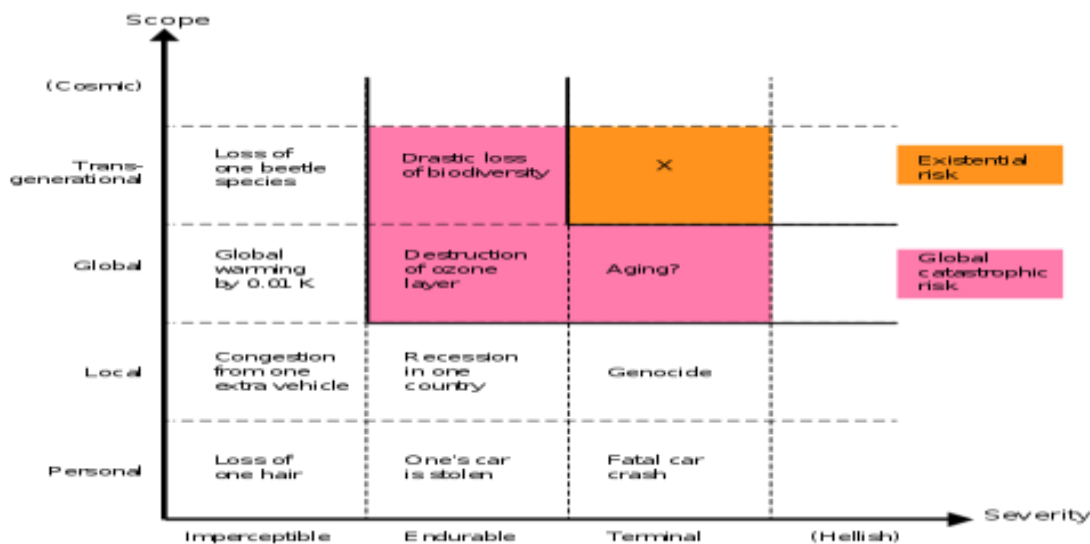 Scope
(Cosmic)
Trans-
generational
Loss of
one beetle
species
Drastic loss
of biodiversity
X
Existential
risk
Global
Global
warming
by 0.01 K
Destruction
of ozone
layer
Aging?
Global
catastrophic
risk
Local
Congestion
from one
extra vehicle
Recession
in one
country
Genocide
Personal
Loss of
one hair
One's car
is stolen
Fatal car
crash
Severity
Imperceptible
Endurable
Terminal
(Hellish)